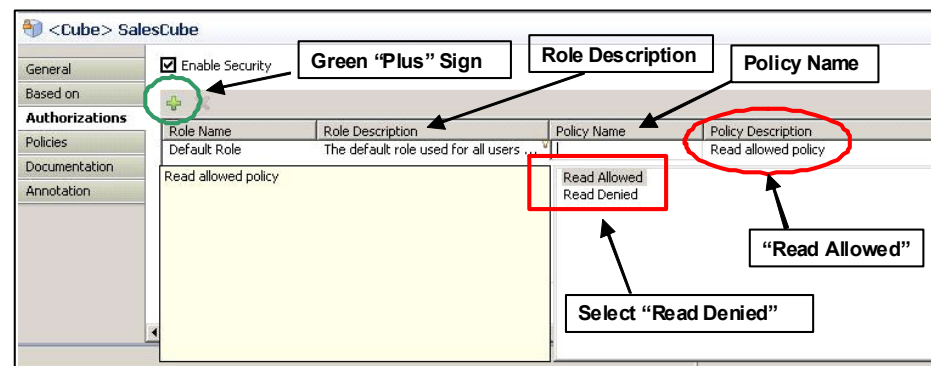 <Cube> SalesCube
General
Based on
Authorizations
Policies
Documentation
Annotation
Enable Security
Green “Plus” Sign
Role Description
Policy Name
Role Name Role Description Policy Name Policy Description
Default Role The default role used for all users ... Read allowed policy
Read allowed policy
Read Allowed
Read Denied
“Read Allowed”
Select “Read Denied”